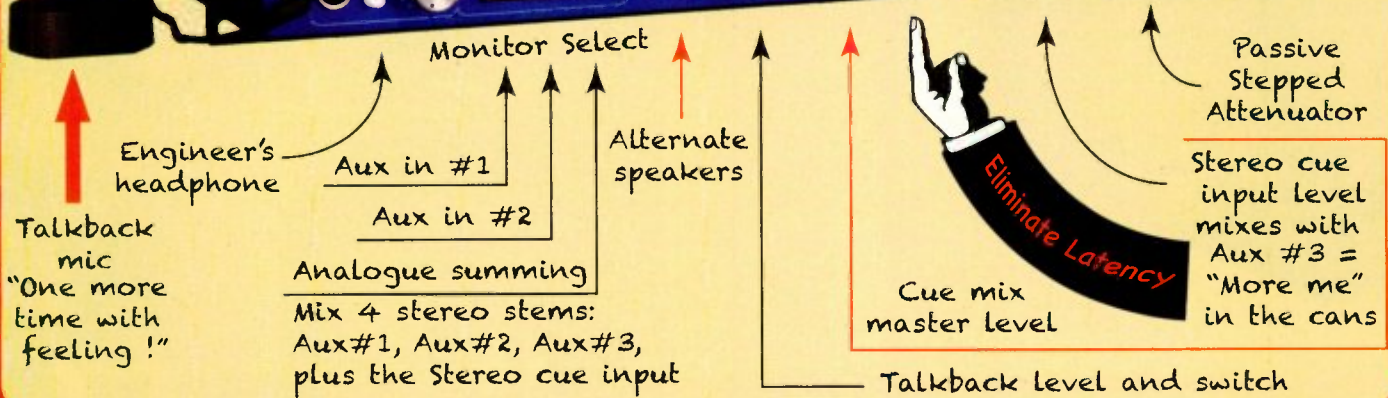 Monitor Select
Engineer's
headphone
Aux in #1
Aux in #2
Talkback
mic
"One more
time with
feeling !"
Analogue summing
Mix 4 stereo stems:
Aux#1, Aux#2, Aux#3,
plus the Stereo cue input
Alternate
speakers
Eliminate Latency
Cue mix
master level
Talkback level and switch
Passive
Stepped
Attenuator
Stereo cue
input level
mixes with
Aux #3 =
"More me"
in the cans